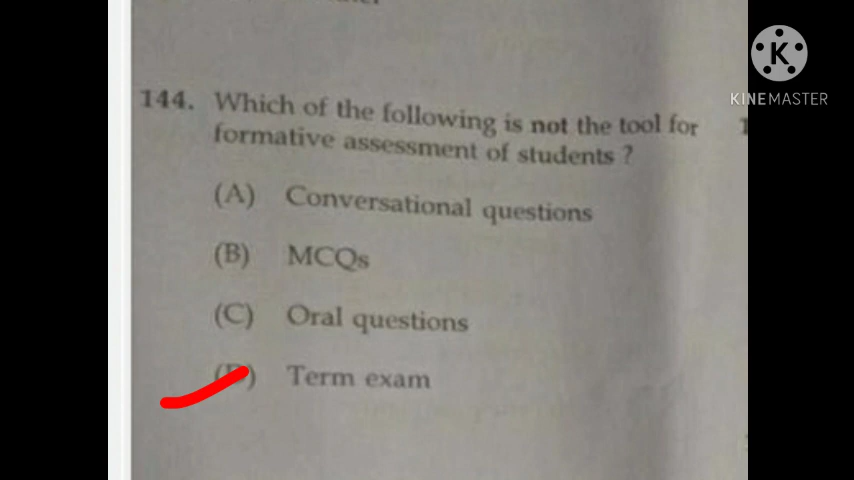 K
KINEMASTER
144. Which of the following is not the tool for
formative assessment of students ?
(A) Conversational questions
(B) MCQs
(C) Oral questions
(D) Term exam